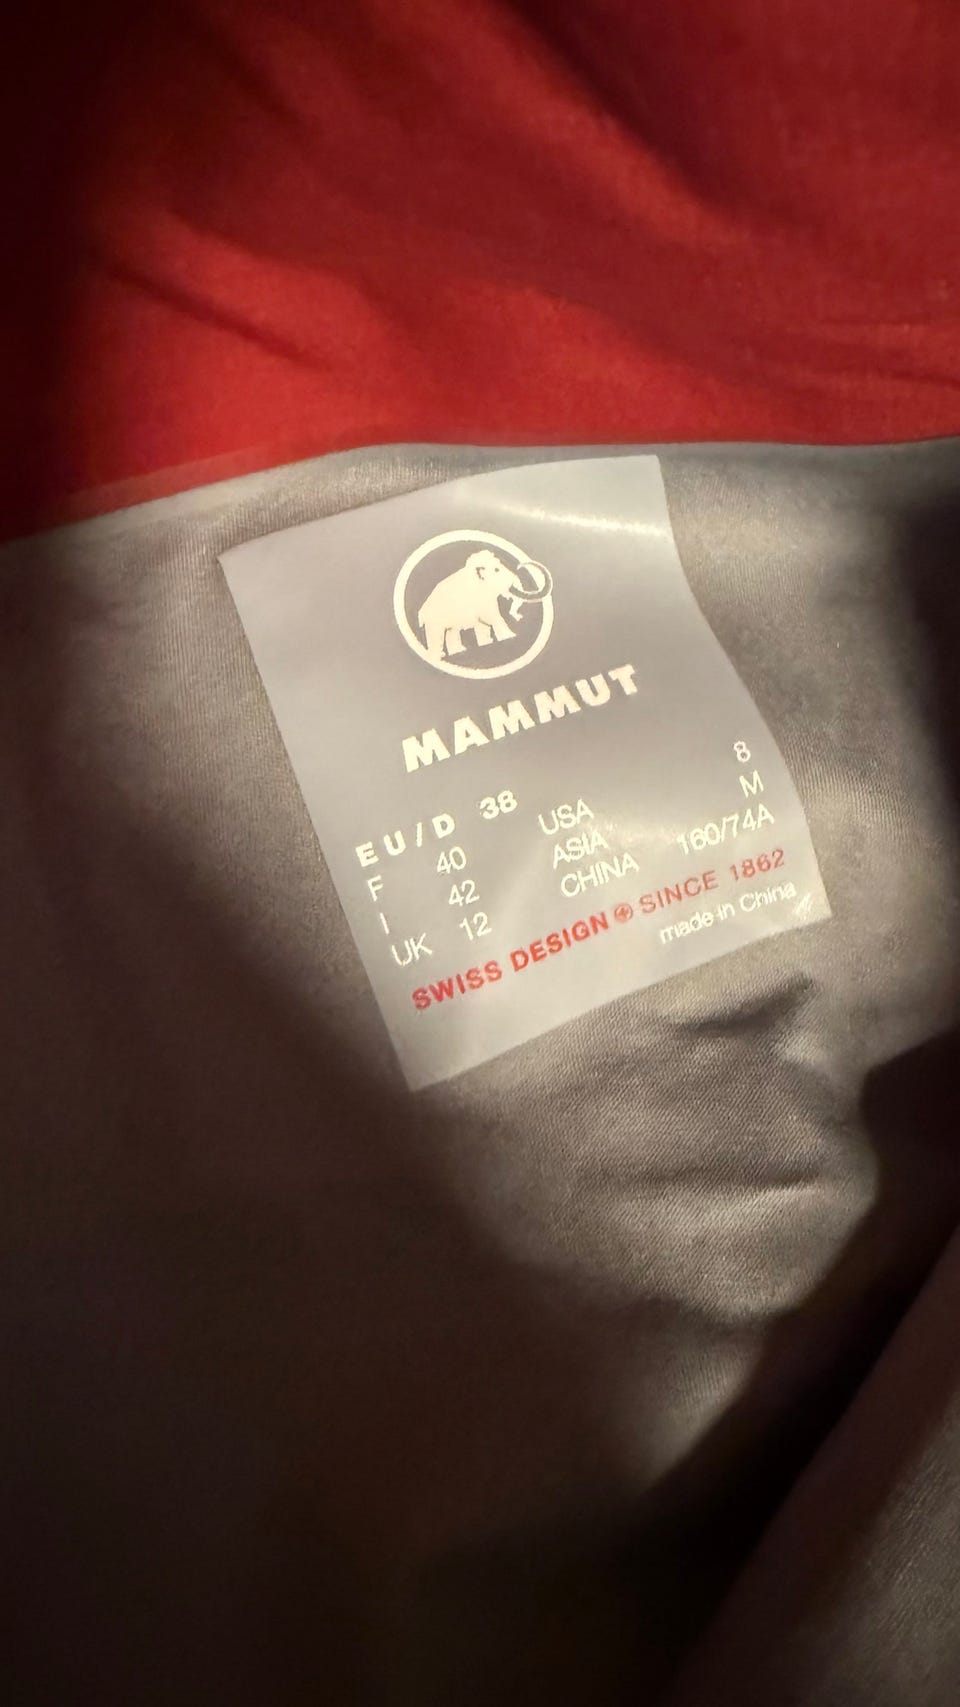 MAMMUT
EU/D 38 USA 8
F 40 ASIA M
I 42 CHINA 160/74A
UK 12
SWISS DESIGN SINCE 1862
made in China